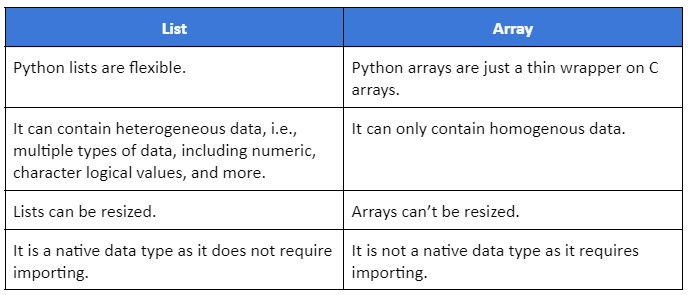 List
Array
Python lists are flexible.
Python arrays are just a thin wrapper on C
arrays.
It can contain heterogeneous data, i.e.,
multiple types of data, including numeric,
character logical values, and more.
It can only contain homogenous data.
Lists can be resized.
Arrays can’t be resized.
It is a native data type as it does not require
importing.
It is not a native data type as it requires
importing.